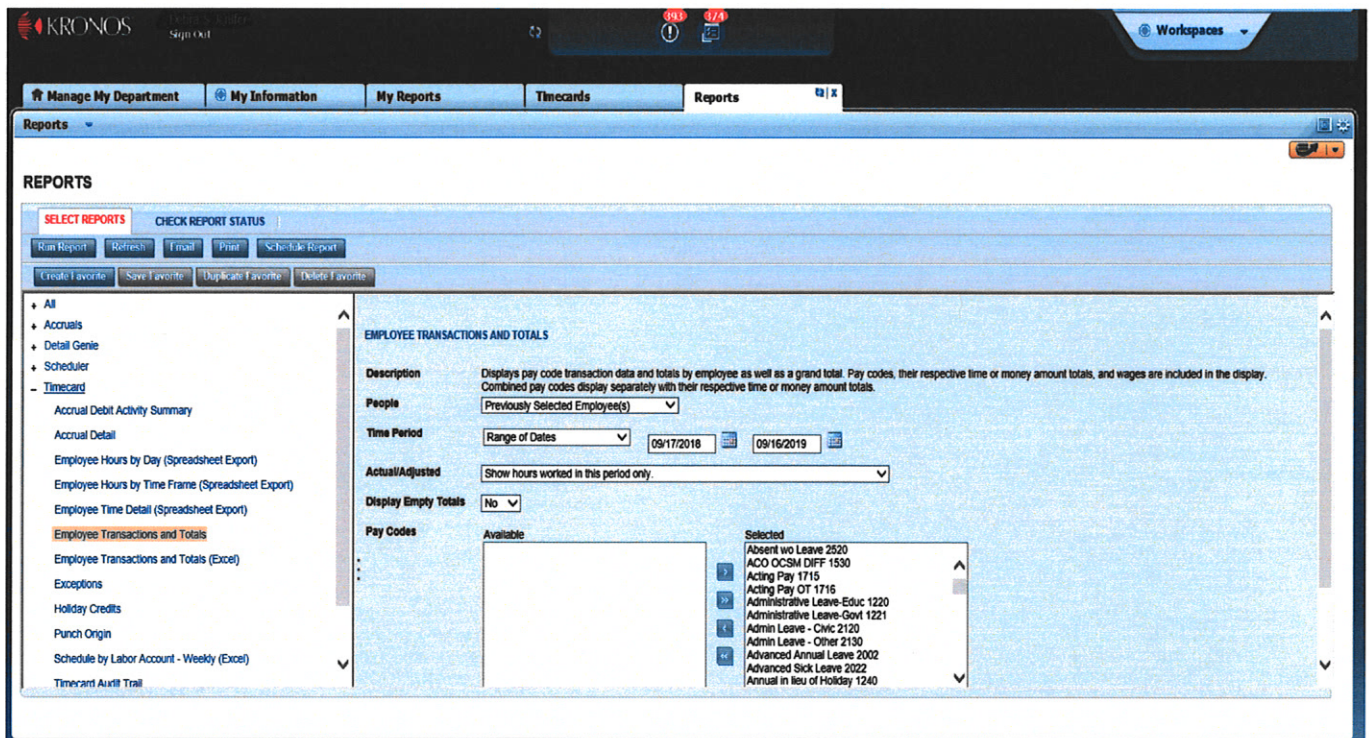 393 374
KRONOS
Sign Out
Workspaces
Manage My Department My Information My Reports Timecards Reports x
Reports
REPORTS
SELECT REPORTS CHECK REPORT STATUS
Run Report Refresh Email Print Schedule Report
Create Favorite Save Favorite Duplicate Favorite Delete Favorite
+ All
+ Accruals
+ Detail Genie
+ Scheduler
- Timecard
Accrual Debit Activity Summary
Accrual Detail
Employee Hours by Day (Spreadsheet Export)
Employee Hours by Time Frame (Spreadsheet Export)
Employee Time Detail (Spreadsheet Export)
Employee Transactions and Totals
Employee Transactions and Totals (Excel)
Exceptions
Holiday Credits
Punch Origin
Schedule by Labor Account - Weekly (Excel)
Timecard Audit Trail
EMPLOYEE TRANSACTIONS AND TOTALS
Description Displays pay code transaction data and totals by employee as well as a grand total. Pay codes, their respective time or money amount totals, and wages are included in the display.
Combined pay codes display separately with their respective time or money amount totals.
People Previously Selected Employee(s)
Time Period Range of Dates 09/17/2018 09/16/2019
Actual/Adjusted Show hours worked in this period only.
Display Empty Totals No
Pay Codes Available Selected
Absent wo Leave 2520
ACO OCSM DIFF 1530
Acting Pay 1715
Acting Pay OT 1716
Administrative Leave-Educ 1220
Administrative Leave-Govt 1221
Admin Leave - Civic 2120
Admin Leave - Other 2130
Advanced Annual Leave 2002
Advanced Sick Leave 2022
Annual in lieu of Holiday 1240